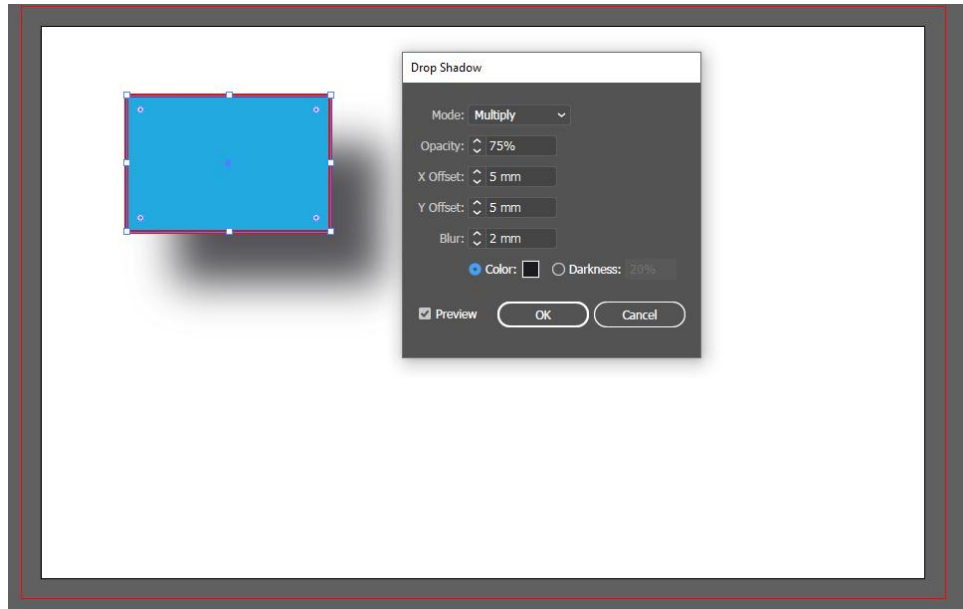 Drop Shadow
Mode: Multiply
Opacity: 75%
X Offset: 5 mm
Y Offset: 5 mm
Blur: 2 mm
Color: Darkness: 20%
Preview OK Cancel